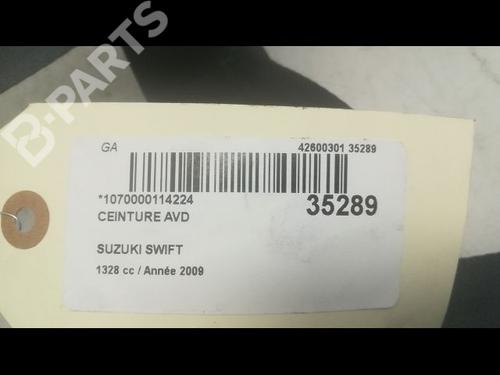 B-PARTS
GA 42600301 35289
*1070000114224 35289
CEINTURE AVD
SUZUKI SWIFT
1328 cc / Année 2009